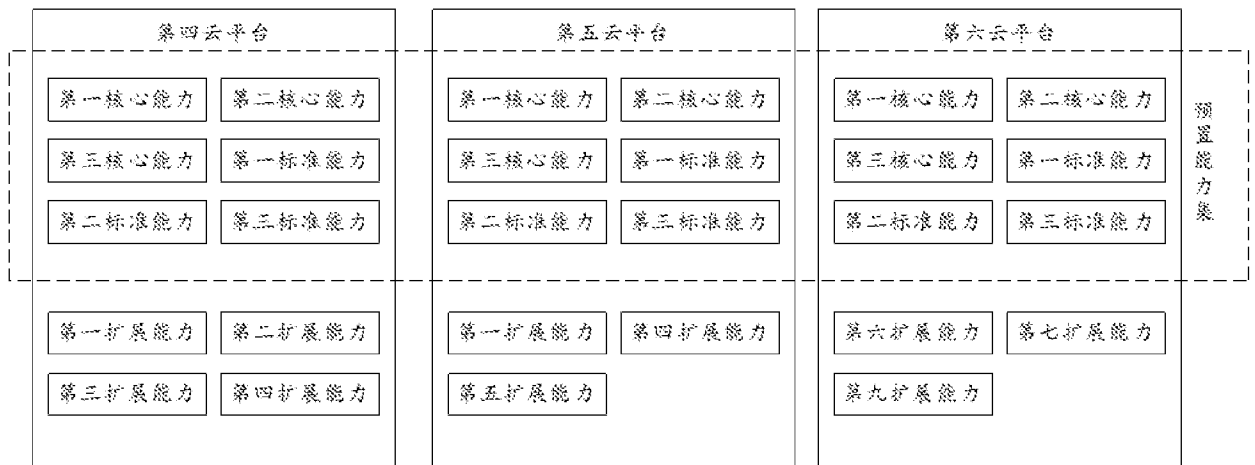 第四云平台
第五云平台
第六云平台
第一核心能力
第二核心能力
第一核心能力
第二核心能力
第一核心能力
第二核心能力
第三核心能力
第一标准能力
第三核心能力
第一标准能力
第三核心能力
第一标准能力
第二标准能力
第三标准能力
第二标准能力
第三标准能力
第二标准能力
第三标准能力
预置能力集
第一扩展能力
第二扩展能力
第一扩展能力
第四扩展能力
第六扩展能力
第七扩展能力
第三扩展能力
第四扩展能力
第五扩展能力
第九扩展能力